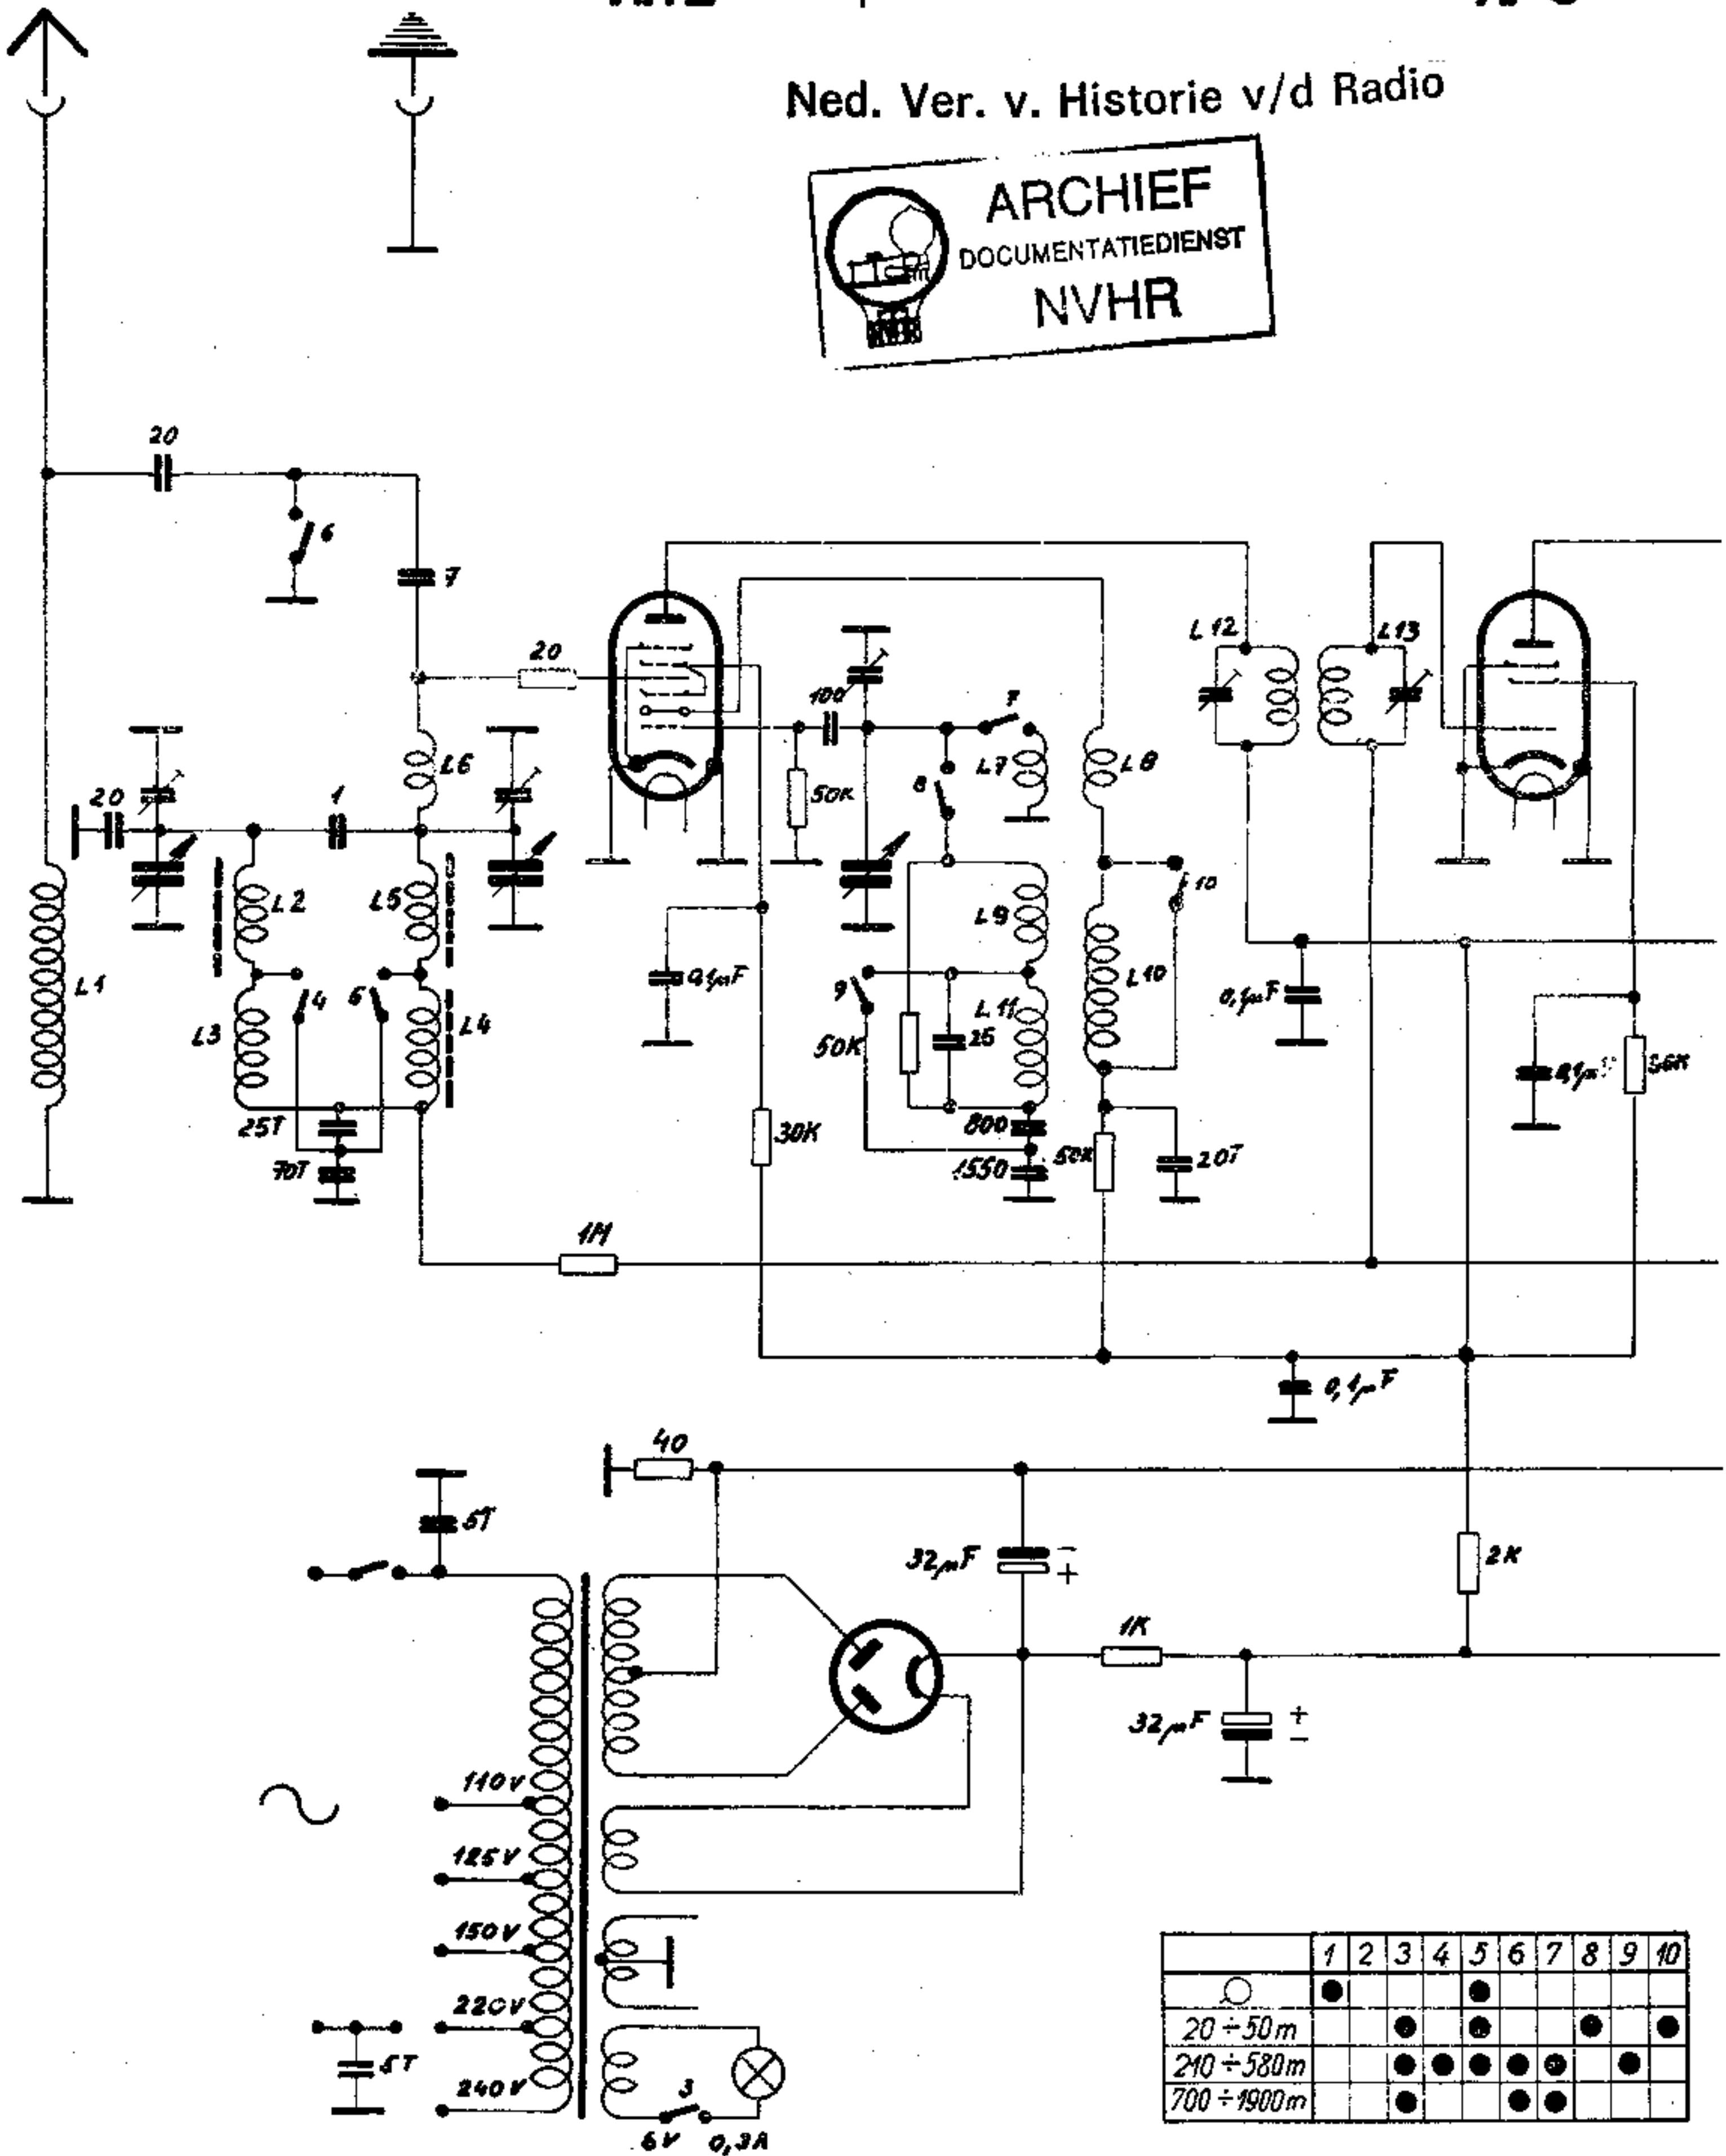 Ned. Ver. v. Historie v/d Radio
ARCHIEF
DOCUMENTATIEDIENST
NVHR
20
6
7
20
L12
L13
100
7
20
1
L6
50K
8
L7
L8
L2
L5
L9
10
L1
4
5
0,1µF
9
L10
0,1µF
L3
L4
50K
L11
25
0,1µF
25T
30K
800
70T
1550
50K
20T
1M
0,1µF
40
5T
32µF
−
+
2K
1K
32µF
+
−
110V
125V
150V
220V
5T
240V
3
6V 0,3A
1 2 3 4 5 6 7 8 9 10
20÷50m
210÷580m
700÷1900m